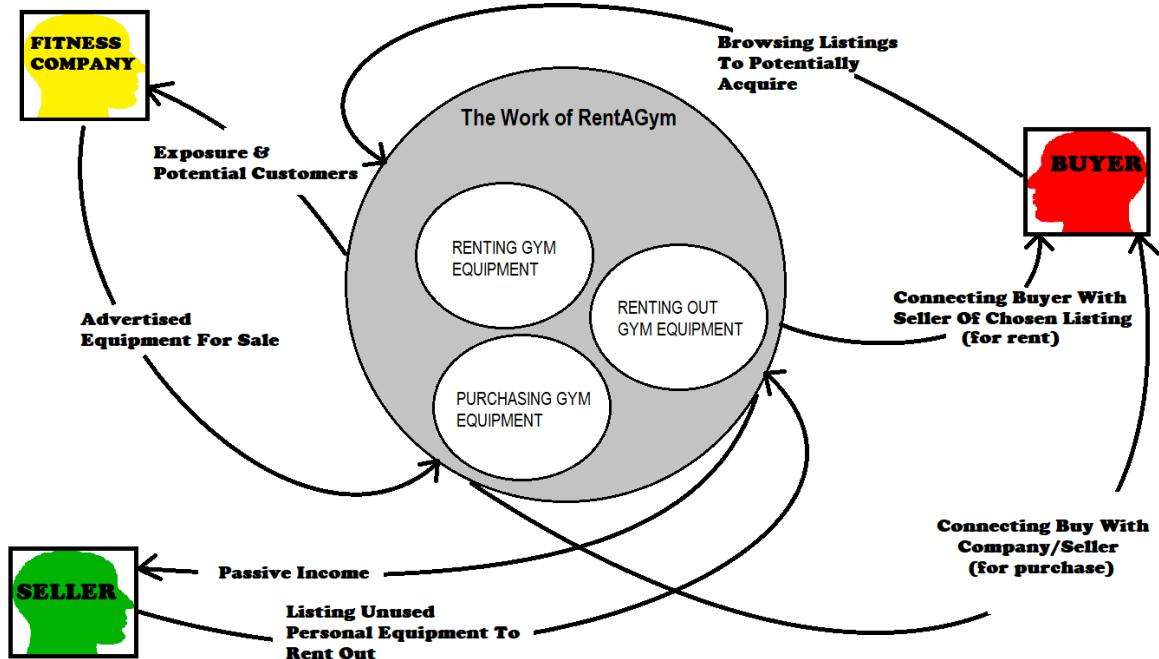 FITNESS
COMPANY
Browsing Listings
To Potentially
Acquire
The Work of RentAGym
Exposure &
Potential Customers
BUYER
RENTING GYM
EQUIPMENT
RENTING OUT
GYM EQUIPMENT
Connecting Buyer With
Seller Of Chosen Listing
(for rent)
Advertised
Equipment For Sale
PURCHASING GYM
EQUIPMENT
Connecting Buy With
Company/Seller
(for purchase)
SELLER
Passive Income
Listing Unused
Personal Equipment To
Rent Out